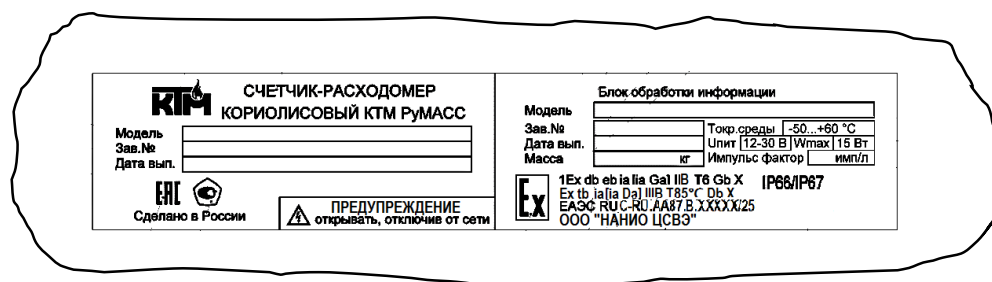 КТМ СЧЕТЧИК-РАСХОДОМЕР
КОРИОЛИСОВЫЙ КТМ РуМАСС
Модель
Зав.№
Дата вып.
ЕАС
Сделано в России
ПРЕДУПРЕЖДЕНИЕ
открывать, отключив от сети
Блок обработки информации
Модель
Зав.№ Токр.среды -50...+60 °C
Дата вып. Uпит 12-30 В Wmax 15 Вт
Масса кг Импульс фактор имп/л
Ex 1Ex db eb ia [ia Ga] IIB T6 Gb X IP66/IP67
Ex tb ia [ia Da] IIIB T85°C Db X
ЕАЭС RU C-RU.АА87.В.XXXXX/25
ООО "НАНИО ЦСВЭ"